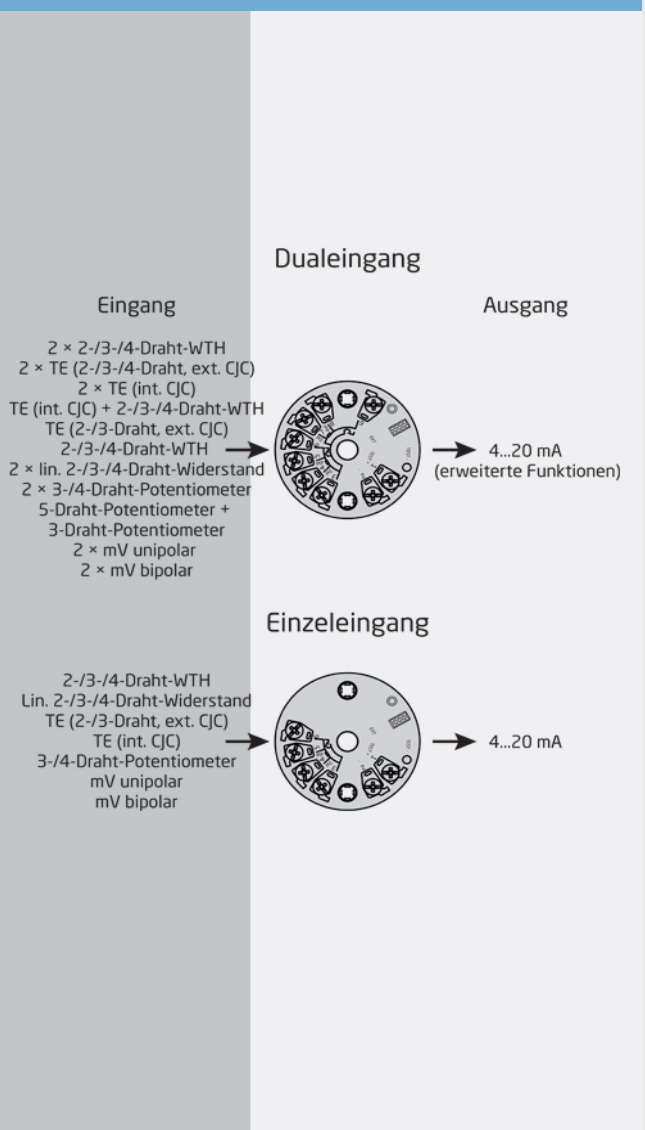 Dualeingang
Eingang
Ausgang
2 × 2-/3-/4-Draht-WTH
2 × TE (2-/3-/4-Draht, ext. CJC)
2 × TE (int. CJC)
TE (int. CJC) + 2-/3-/4-Draht-WTH
TE (2-/3-Draht, ext. CJC)
2-/3-/4-Draht-WTH
2 × lin. 2-/3-/4-Draht-Widerstand
2 × 3-/4-Draht-Potentiometer
5-Draht-Potentiometer +
3-Draht-Potentiometer
2 × mV unipolar
2 × mV bipolar
4...20 mA
(erweiterte Funktionen)
Einzeleingang
2-/3-/4-Draht-WTH
Lin. 2-/3-/4-Draht-Widerstand
TE (2-/3-Draht, ext. CJC)
TE (int. CJC)
3-/4-Draht-Potentiometer
mV unipolar
mV bipolar
4...20 mA